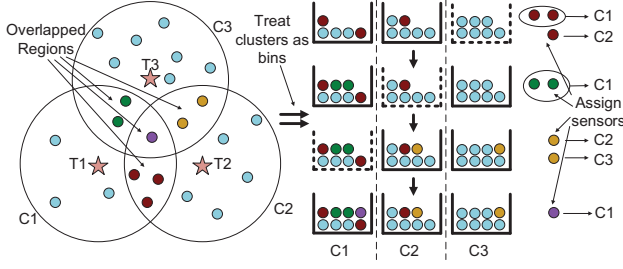 C3
Overlapped
Regions
T3
T1
T2
C1
C2
Treat
clusters as
bins
C1
C2
C3
C1
C2
C1
Assign
sensors
C2
C3
C1